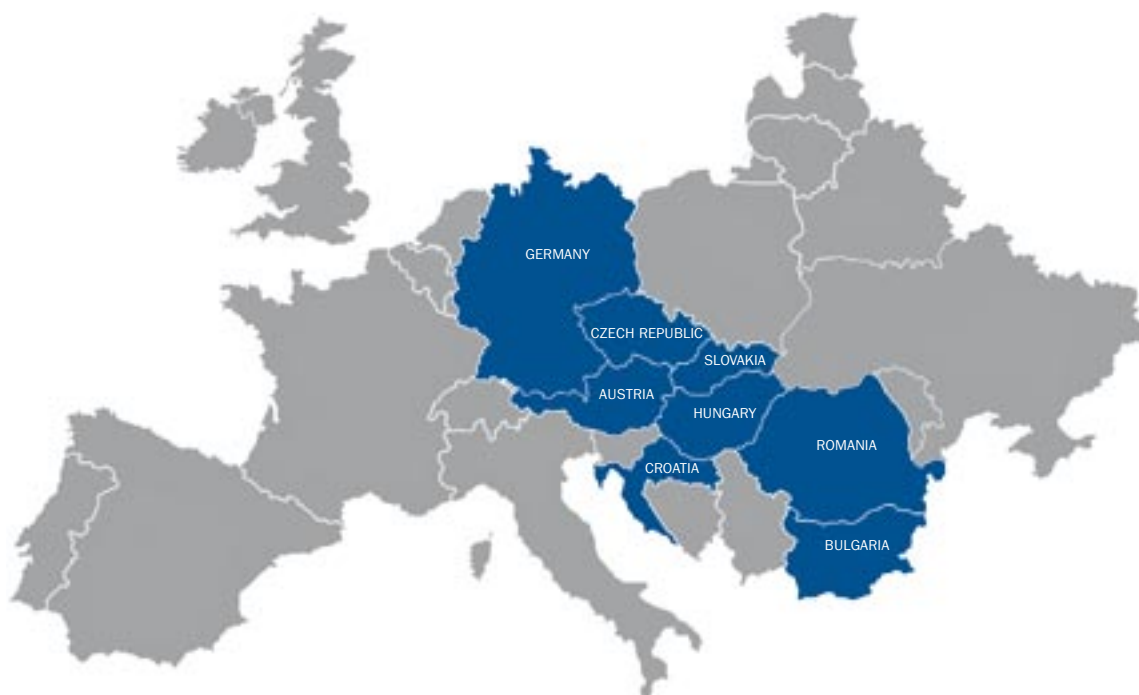 GERMANY
CZECH REPUBLIC
SLOVAKIA
AUSTRIA
HUNGARY
ROMANIA
CROATIA
BULGARIA